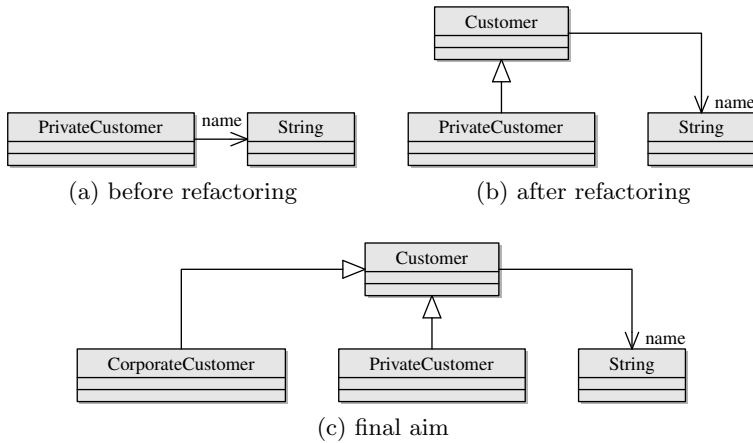 Customer
name
name
PrivateCustomer
String
PrivateCustomer
String
(a) before refactoring
(b) after refactoring
Customer
name
CorporateCustomer
PrivateCustomer
String
(c) final aim